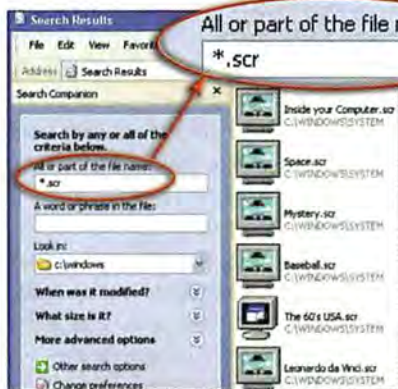 Search Results
File Edit View Favorit
Address Search Results
Search Companion
Search by any or all of the
criteria below.
All or part of the file name:
*.scr
A word or phrase in the file:
Look in:
c:\windows
When was it modified?
What size is it?
More advanced options
Other search options
Change preferences
All or part of the file
*.scr
Inside your Computer.scr
C:\WINDOWS\SYSTEM
Space.scr
C:\WINDOWS\SYSTEM
Mystery.scr
C:\WINDOWS\SYSTEM
Baseball.scr
C:\WINDOWS\SYSTEM
The 60's USA.scr
C:\WINDOWS\SYSTEM
Leonardo da Vinci.scr
C:\WINDOWS\SYSTEM